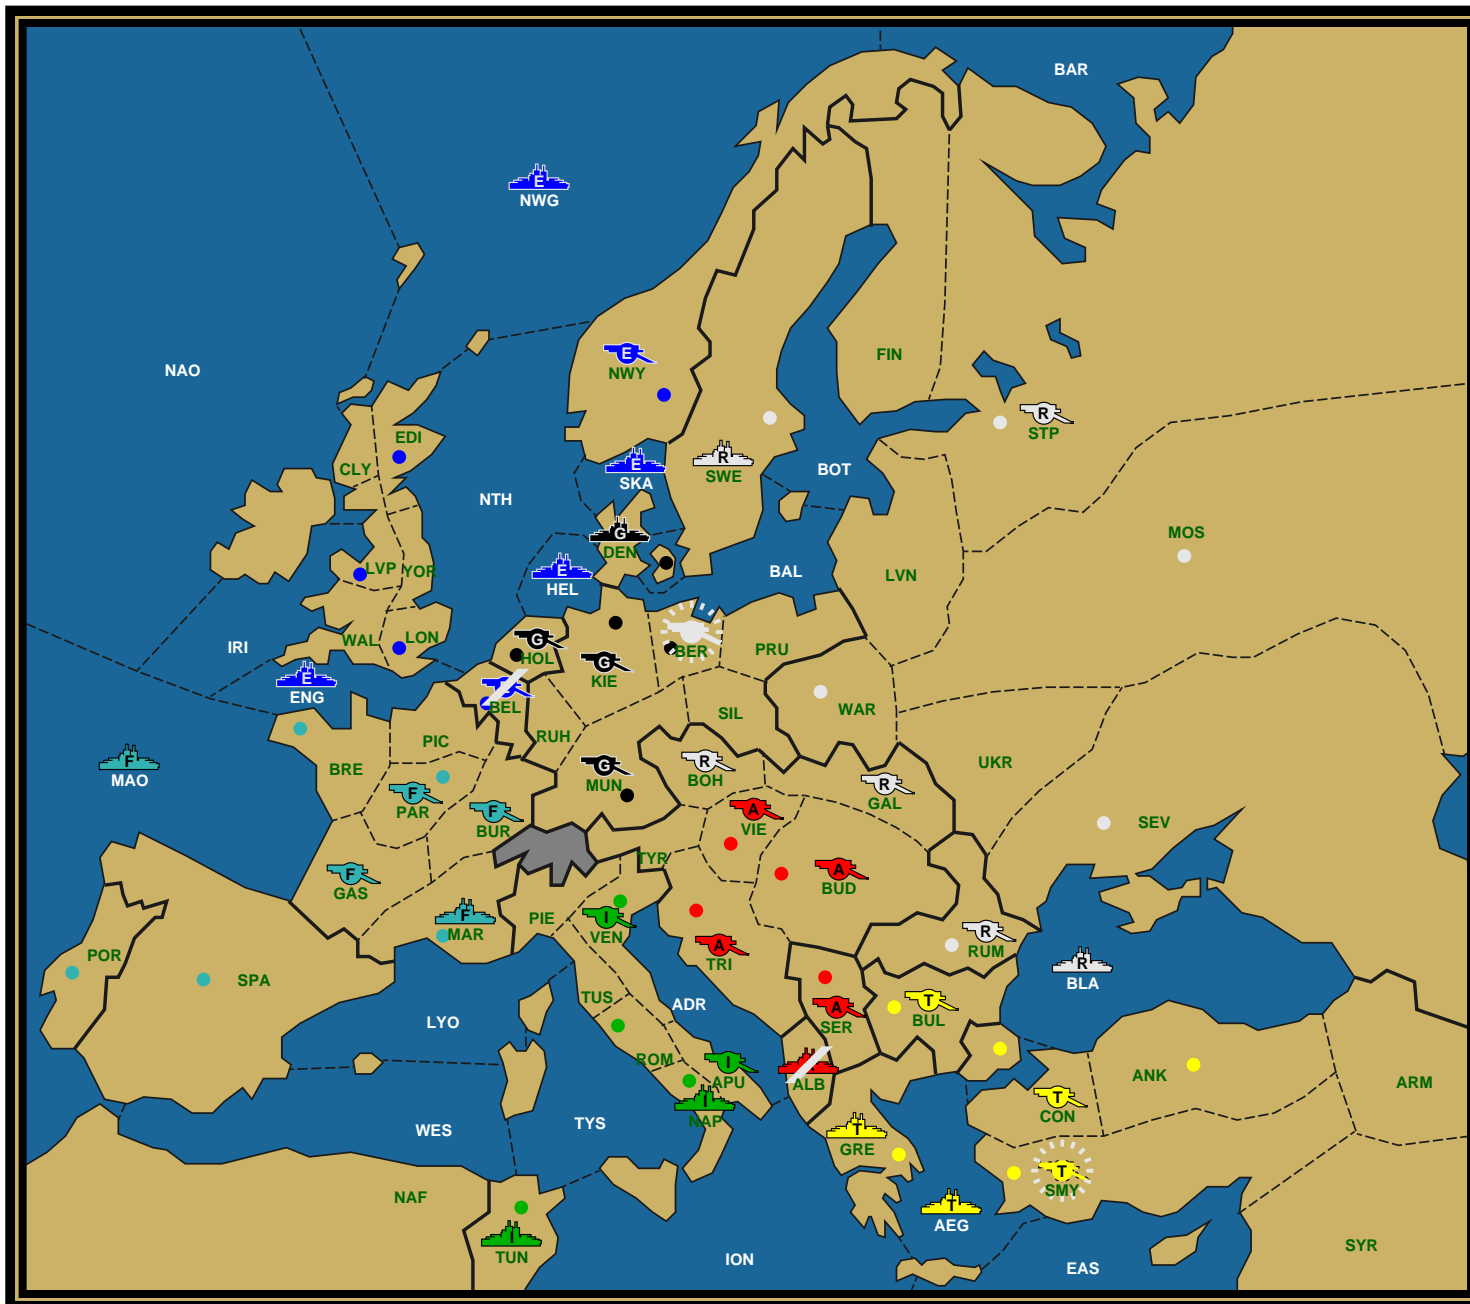 BAR
E
NWG
NAO
E
NWY
FIN
R
STP
EDI
CLY
E
SKA
R
SWE
BOT
NTH
MOS
G
DEN
E
HEL
BAL
LVN
LVP
YOR
IRI
WAL
LON
G
HOL
G
KIE
BER
PRU
E
ENG
BEL
RUH
SIL
WAR
F
MAO
BRE
PIC
G
MUN
R
BOH
R
GAL
UKR
F
PAR
F
BUR
A
VIE
SEV
F
GAS
TYR
A
BUD
F
MAR
PIE
I
VEN
A
TRI
R
RUM
POR
SPA
R
BLA
LYO
TUS
ADR
A
SER
T
BUL
ROM
I
APU
ALB
ANK
ARM
T
CON
I
NAP
WES
TYS
T
GRE
T
SMY
NAF
T
AEG
I
TUN
ION
EAS
SYR